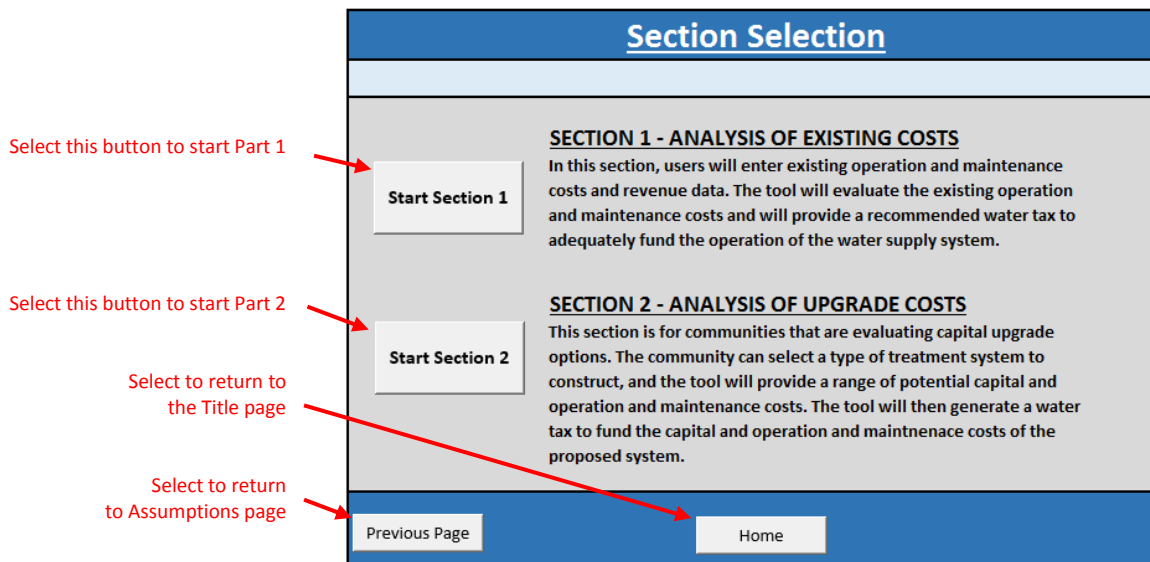 Section Selection
Select this button to start Part 1
Start Section 1
SECTION 1 - ANALYSIS OF EXISTING COSTS
In this section, users will enter existing operation and maintenance
costs and revenue data. The tool will evaluate the existing operation
and maintenance costs and will provide a recommended water tax to
adequately fund the operation of the water supply system.
Select this button to start Part 2
Start Section 2
SECTION 2 - ANALYSIS OF UPGRADE COSTS
This section is for communities that are evaluating capital upgrade
options. The community can select a type of treatment system to
construct, and the tool will provide a range of potential capital and
operation and maintenance costs. The tool will then generate a water
tax to fund the capital and operation and maintnenace costs of the
proposed system.
Select to return to
the Title page
Select to return
to Assumptions page
Previous Page
Home